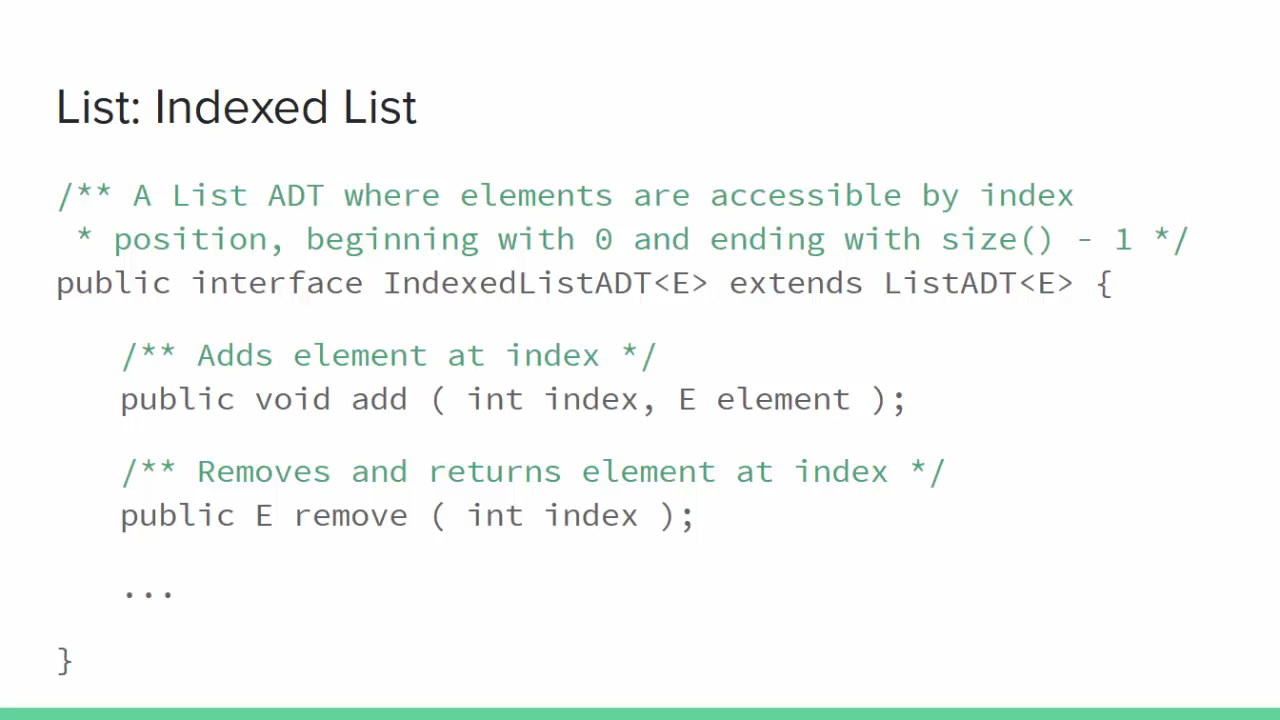 List: Indexed List
/** A List ADT where elements are accessible by index
 * position, beginning with 0 and ending with size() - 1 */
public interface IndexedListADT<E> extends ListADT<E> {
/** Adds element at index */
public void add ( int index, E element );
/** Removes and returns element at index */
public E remove ( int index );
...
}